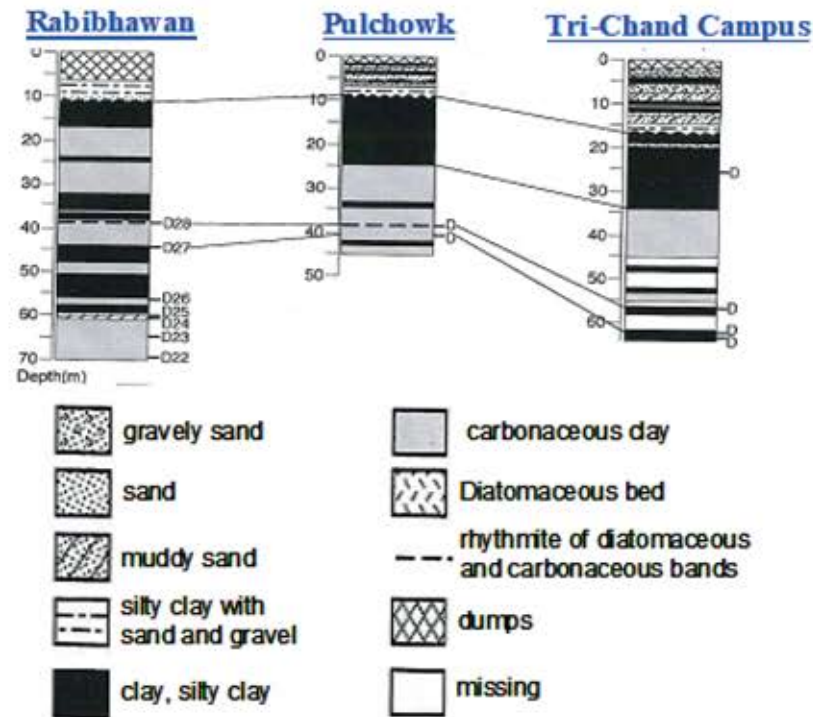 Rabibhawan
Pulchowk
Tri-Chand Campus
0
10
20
30
40
50
60
70
Depth(m)
D28
D27
D26
D25
D24
D23
D22
0
10
20
30
40
50
D
D
0
10
20
30
40
50
60
D
D
D
D
gravely sand
sand
muddy sand
silty clay with
sand and gravel
clay, silty clay
carbonaceous clay
Diatomaceous bed
rhythmite of diatomaceous
and carbonaceous bands
dumps
missing